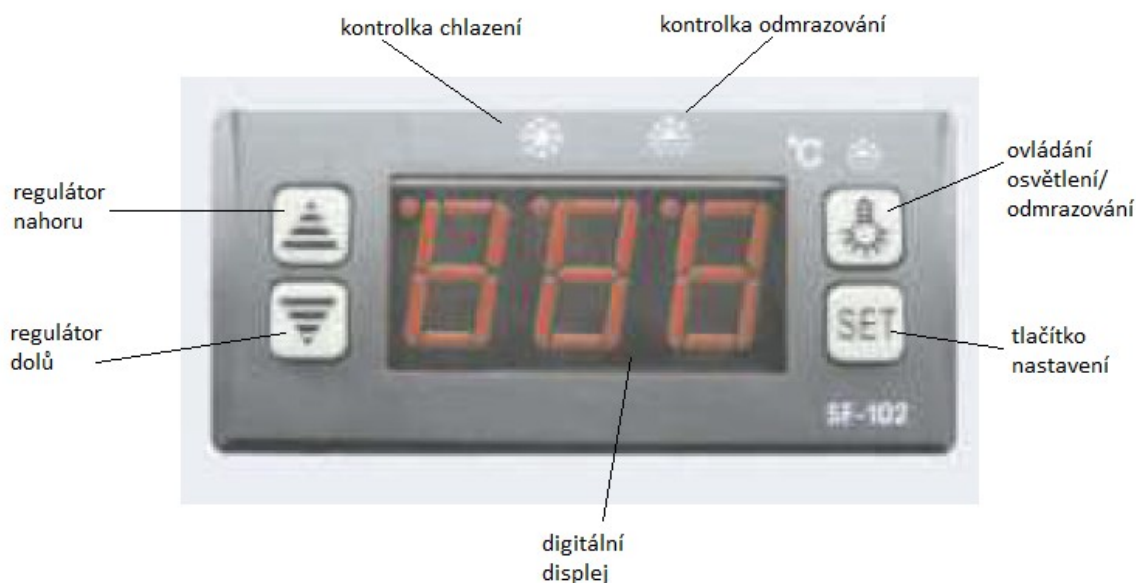 kontrolka chlazení
kontrolka odmrazování
°C
regulátor
nahoru
ovládání
osvětlení/
odmrazování
regulátor
dolů
SET
tlačítko
nastavení
SF-102
digitální
displej